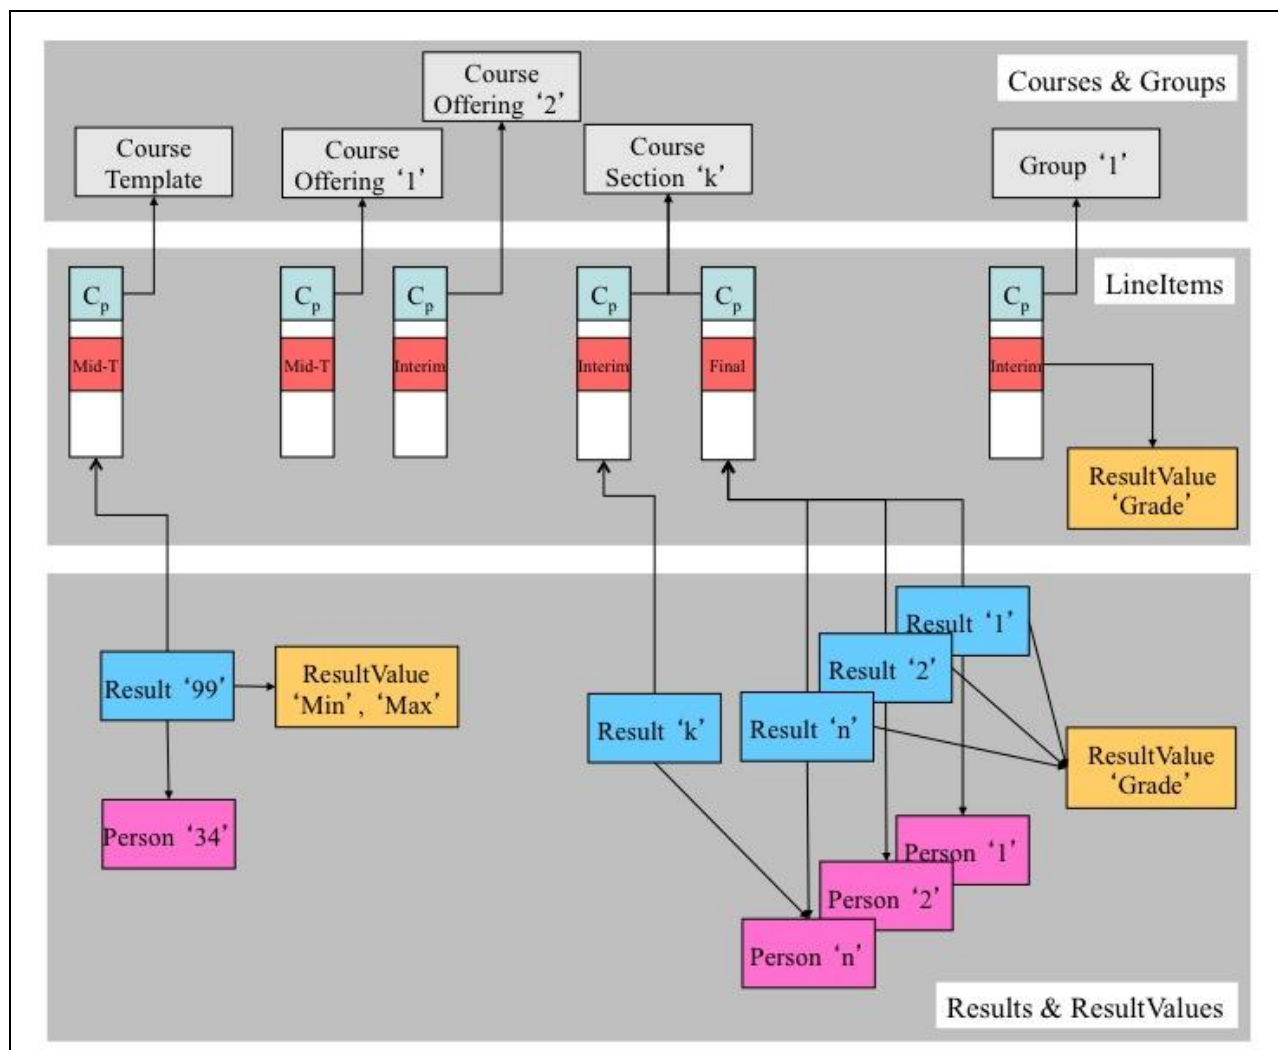 Course
Offering ‘2’
Courses & Groups
Course
Template
Course
Offering ‘1’
Course
Section ‘k’
Group ‘1’
Cp
Cp
Cp
Cp
Cp
Cp
LineItems
Mid-T
Mid-T
Interim
Interim
Final
Interim
ResultValue
‘Grade’
Result ‘1’
Result ‘2’
Result ‘99’
ResultValue
‘Min’, ‘Max’
Result ‘k’
Result ‘n’
ResultValue
‘Grade’
Person ‘34’
Person ‘1’
Person ‘2’
Person ‘n’
Results & ResultValues